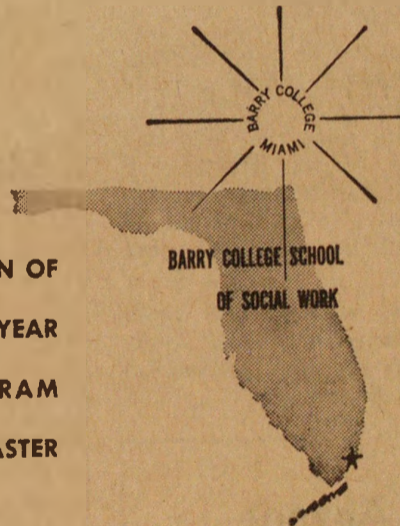 BARRY COLLEGE
MIAMI
BARRY COLLEGE SCHOOL
OF SOCIAL WORK
N OF
YEAR
RAM
ASTER